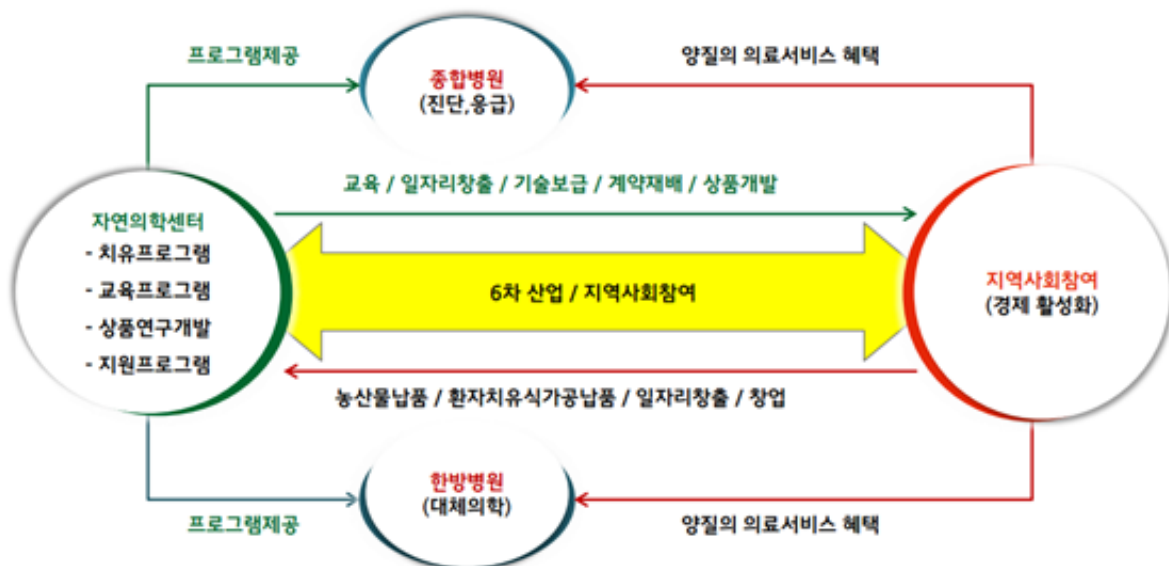 프로그램제공
양질의 의료서비스 혜택
종합병원
(진단,응급)
교육 / 일자리창출 / 기술보급 / 계약재배 / 상품개발
자연의학센터
- 치유프로그램
- 교육프로그램
- 상품연구개발
- 지원프로그램
6차 산업 / 지역사회참여
지역사회참여
(경제 활성화)
농산물납품 / 환자치유식가공납품 / 일자리창출 / 창업
한방병원
(대체의학)
프로그램제공
양질의 의료서비스 혜택